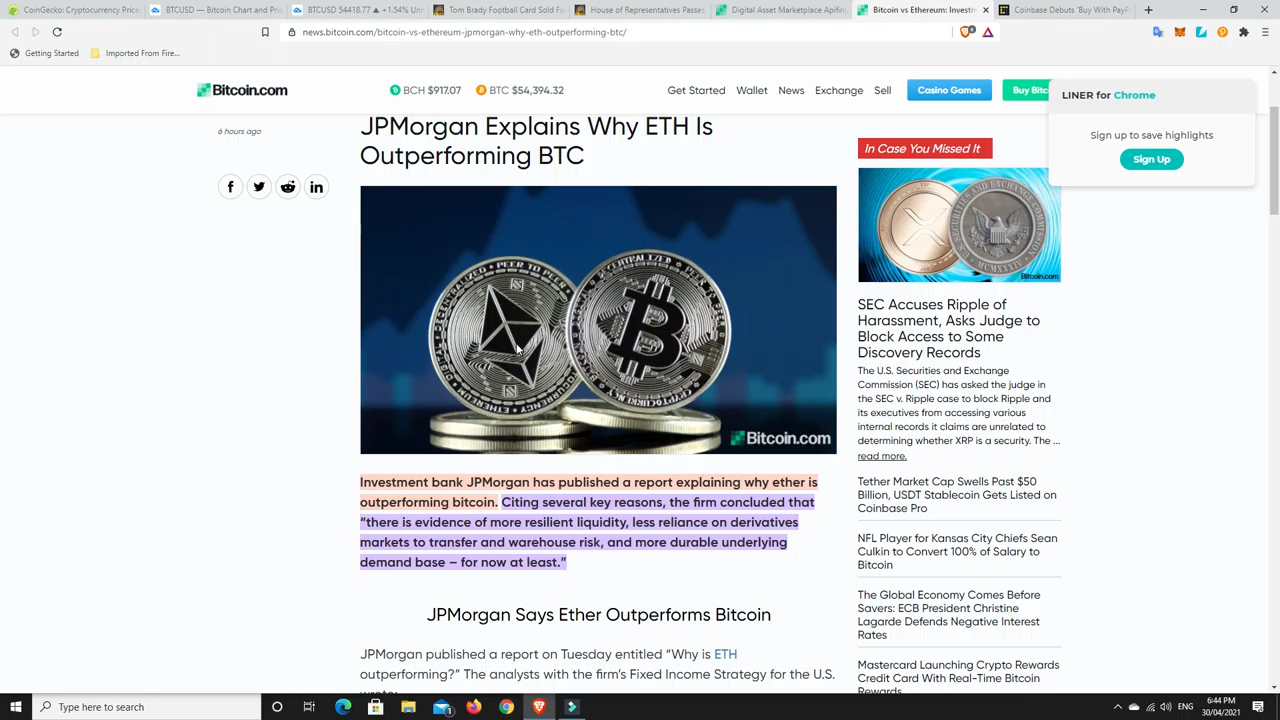 CoinGecko: Cryptocurrency Price
BTCUSD — Bitcoin Chart and Pric
BTCUSD 54418.77 ▲ +1.54% Unn
Tom Brady Football Card Sold Fo
House of Representatives Passes
Digital Asset Marketplace Apifiny
Bitcoin vs Ethereum: Investm
Coinbase Debuts 'Buy With PayP
news.bitcoin.com/bitcoin-vs-ethereum-jpmorgan-why-eth-outperforming-btc/
Getting Started
Imported From Fire...
Bitcoin.com
BCH $917.07
BTC $54,394.32
Get Started
Wallet
News
Exchange
Sell
Casino Games
Buy Bitc
LINER for Chrome
Sign up to save highlights
Sign Up
6 hours ago
JPMorgan Explains Why ETH Is
Outperforming BTC
Bitcoin.com
Investment bank JPMorgan has published a report explaining why ether is
outperforming bitcoin. Citing several key reasons, the firm concluded that
“there is evidence of more resilient liquidity, less reliance on derivatives
markets to transfer and warehouse risk, and more durable underlying
demand base – for now at least.”
JPMorgan Says Ether Outperforms Bitcoin
JPMorgan published a report on Tuesday entitled “Why is ETH
outperforming?” The analysts with the firm’s Fixed Income Strategy for the U.S.
wrote:
In Case You Missed It
Bitcoin.com
SEC Accuses Ripple of
Harassment, Asks Judge to
Block Access to Some
Discovery Records
The U.S. Securities and Exchange
Commission (SEC) has asked the judge in
the SEC v. Ripple case to block Ripple and
its executives from accessing various
internal records it claims are unrelated to
determining whether XRP is a security. The ...
read more.
Tether Market Cap Swells Past $50
Billion, USDT Stablecoin Gets Listed on
Coinbase Pro
NFL Player for Kansas City Chiefs Sean
Culkin to Convert 100% of Salary to
Bitcoin
The Global Economy Comes Before
Savers: ECB President Christine
Lagarde Defends Negative Interest
Rates
Mastercard Launching Crypto Rewards
Credit Card With Real-Time Bitcoin
Rewards
Type here to search
ENG
6:44 PM
30/04/2021